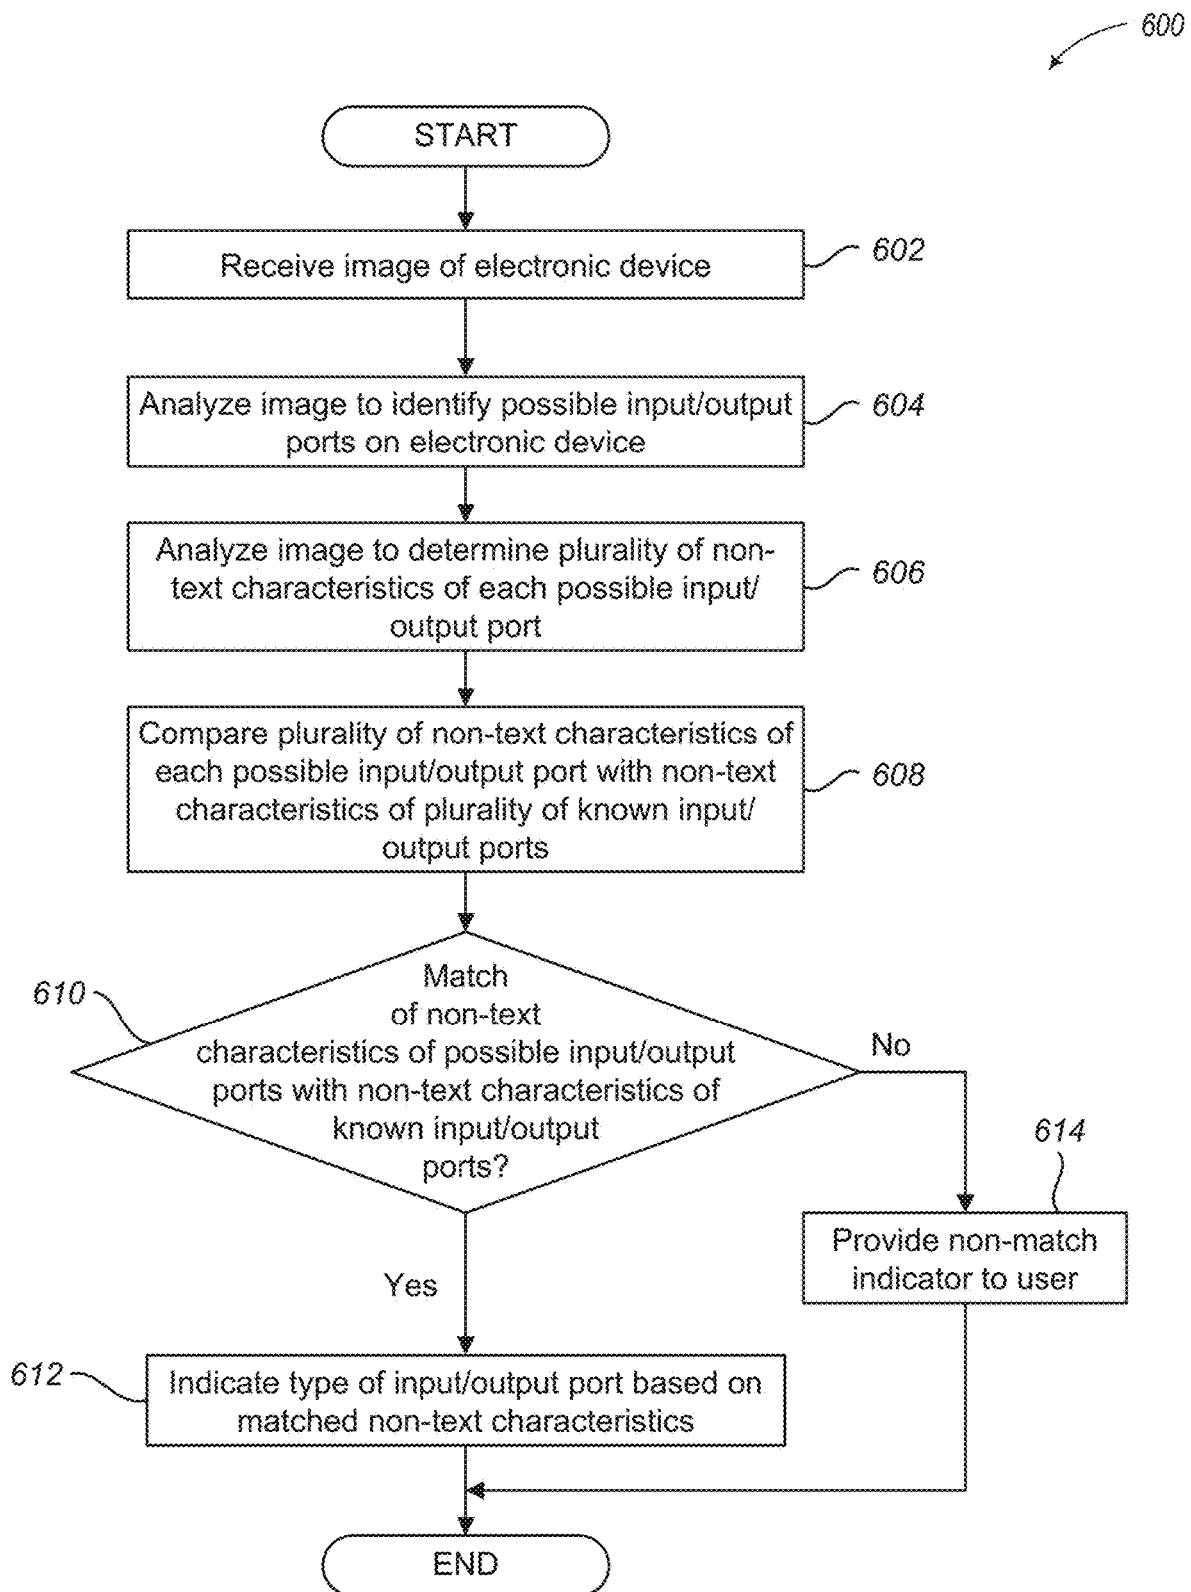 600
START
Receive image of electronic device
602
Analyze image to identify possible input/output
ports on electronic device
604
Analyze image to determine plurality of non-
text characteristics of each possible input/
output port
606
Compare plurality of non-text characteristics of
each possible input/output port with non-text
characteristics of plurality of known input/
output ports
608
610
Match
of non-text
characteristics of possible input/output
ports with non-text characteristics of
known input/output
ports?
No
614
Provide non-match
indicator to user
Yes
612
Indicate type of input/output port based on
matched non-text characteristics
END